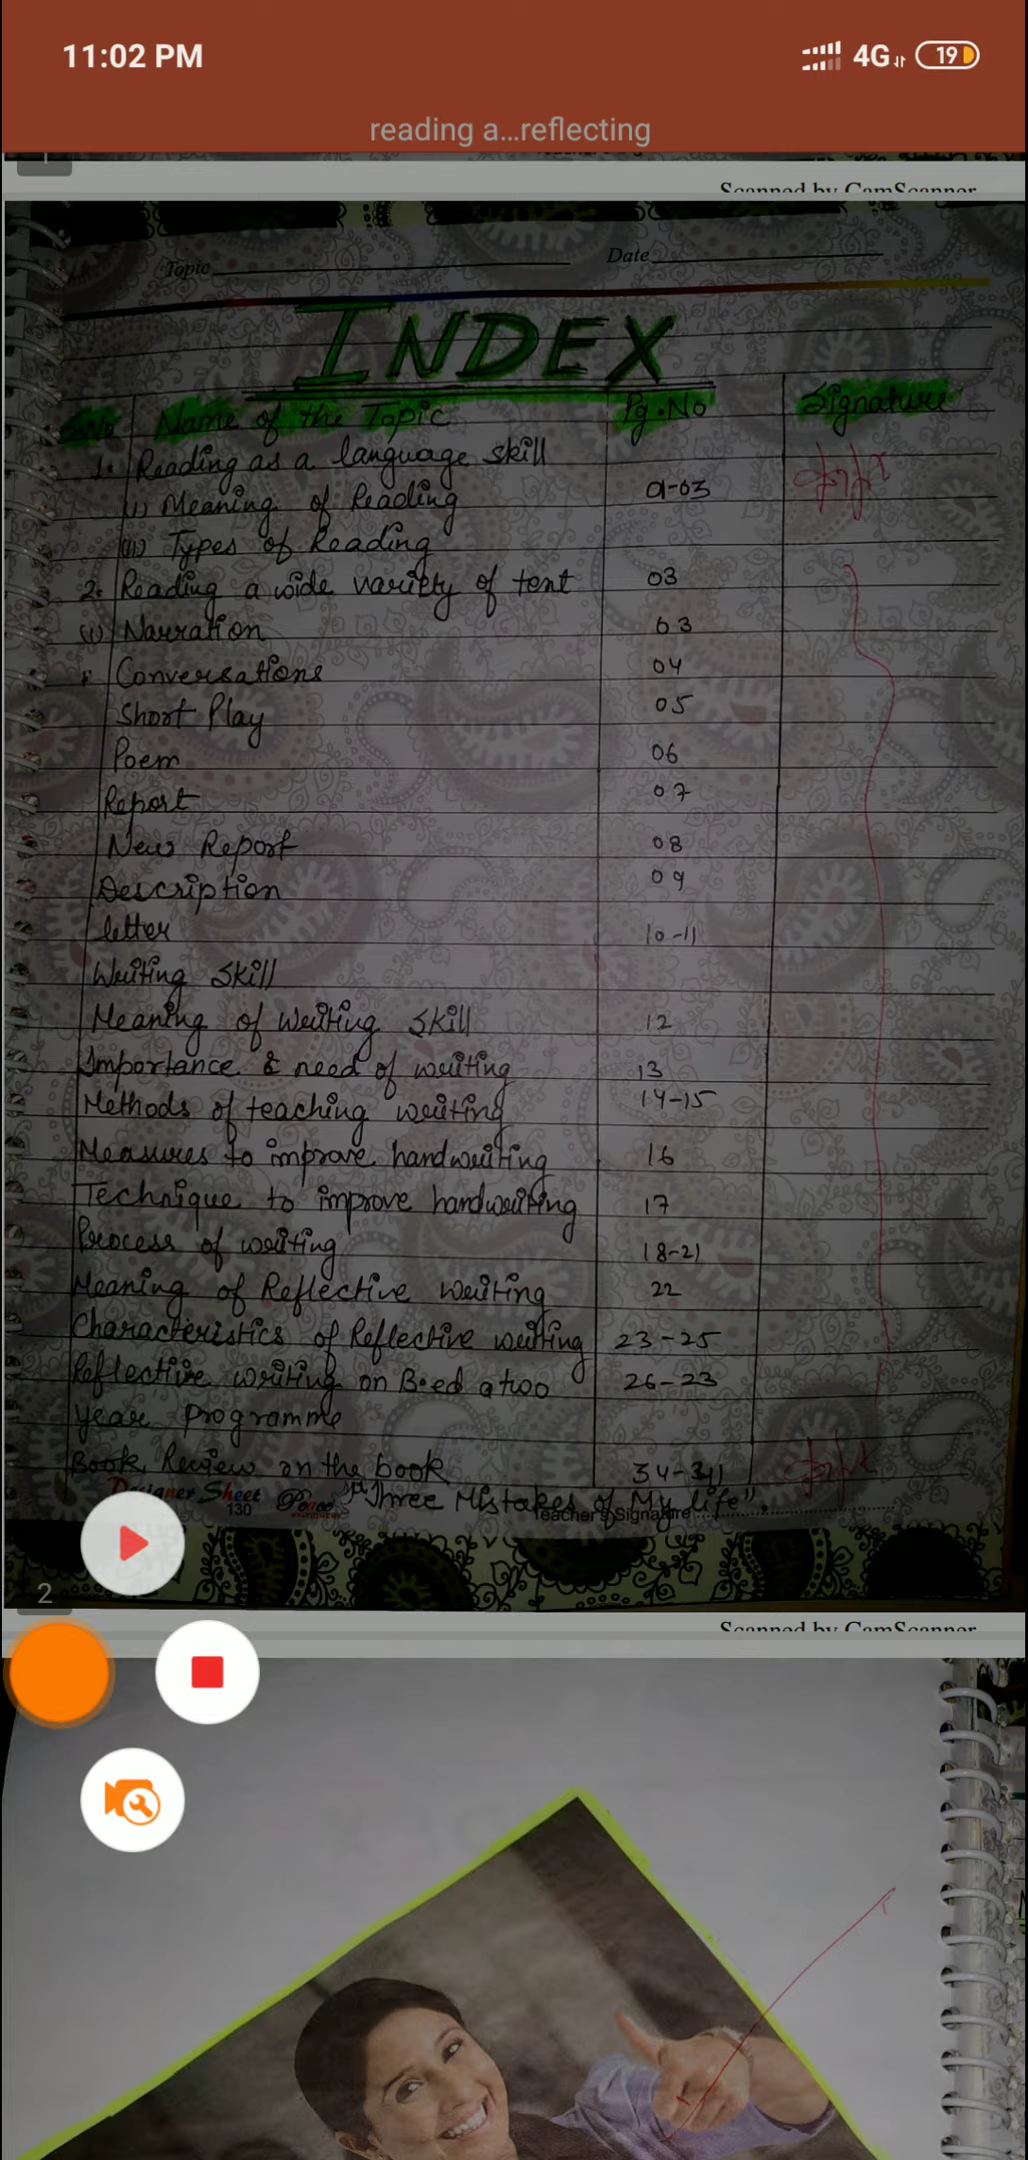 11:02 PM 4G 19
reading a...reflecting
1
Scanned by CamScanner
Topic Date
INDEX
S.No Name of the Topic Pg.No Signature
1. Reading as a language skill
(i) Meaning of Reading 01-03
(ii) Types of Reading
2. Reading a wide variety of text 03
(i) Narration 03
Conversations 04
Short Play 05
Poem 06
Report 07
New Report 08
Description 09
letter 10-11
Writing Skill
Meaning of Writing Skill 12
Importance & need of writing 13
Methods of teaching writing 14-15
Measures to improve handwriting 16
Technique to improve handwriting 17
Process of writing 18-21
Meaning of Reflective writing 22
Characteristics of Reflective writing 23-25
Reflective writing on B.ed a two 26-23
year programme
Book Review on the book
"Three Mistakes of My life".
Designer Sheet
130
Teacher's Signature
2
Scanned by CamScanner